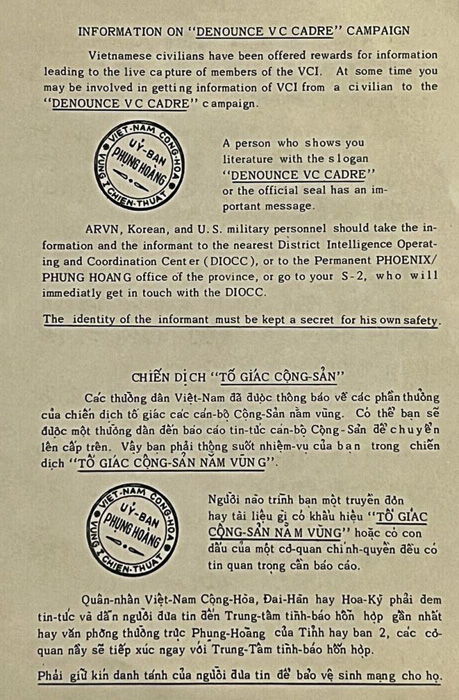 INFORMATION ON "DENOUNCE VC CADRE" CAMPAIGN
Vietnamese civilians have been offered rewards for information
leading to the live capture of members of the VCI. At some time you
may be involved in getting information of VCI from a civilian to the
"DENOUNCE VC CADRE" campaign.
VIỆT-NAM CỘNG-HÒA
ỦY-BAN
PHỤNG HOÀNG
VÙNG I CHIẾN-THUẬT
A person who shows you
literature with the slogan
"DENOUNCE VC CADRE"
or the official seal has an im-
portant message.
ARVN, Korean, and U.S. military personnel should take the in-
formation and the informant to the nearest District Intelligence Operat-
ing and Coordination Center (DIOCC), or to the Permanent PHOENIX/
PHUNG HOANG office of the province, or go to your S-2, who will
immediatly get in touch with the DIOCC.
The identity of the informant must be kept a secret for his own safety.
CHIẾN DỊCH "TỐ GIÁC CỘNG-SẢN"
Các thường dân Việt-Nam đã được thông báo về các phần thưởng
của chiến dịch tố giác các cán-bộ Cộng-Sản nằm vùng. Có thể bạn sẽ
được một thường dân đến báo cáo tin-tức cán-bộ Cộng-Sản để chuyển
lên cấp trên. Vậy bạn phải thông suốt nhiệm-vụ của bạn trong chiến
dịch "TỐ GIÁC CỘNG-SẢN NẰM VÙNG".
VIỆT-NAM CỘNG-HÒA
ỦY-BAN
PHỤNG HOÀNG
VÙNG I CHIẾN-THUẬT
Người nào trình bạn một truyền đơn
hay tài liệu gì có khẩu hiệu "TỐ GIÁC
CỘNG-SẢN NẰM VÙNG" hoặc có con
dấu của một cơ-quan chính-quyền đều có
tin quan trọng cần báo cáo.
Quân-nhân Việt-Nam Cộng-Hòa, Đại-Hàn hay Hoa-Kỳ phải đem
tin-tức và dẫn người đưa tin đến Trung-tâm tình-báo hỗn hợp gần nhất
hay văn phòng thường trực Phụng-Hoàng của Tỉnh hay ban 2, các cơ-
quan nầy sẽ tiếp xúc ngay với Trung-Tâm tình-báo hỗn hợp.
Phải giữ kín danh tánh của người đưa tin để bảo vệ sinh mạng cho họ.